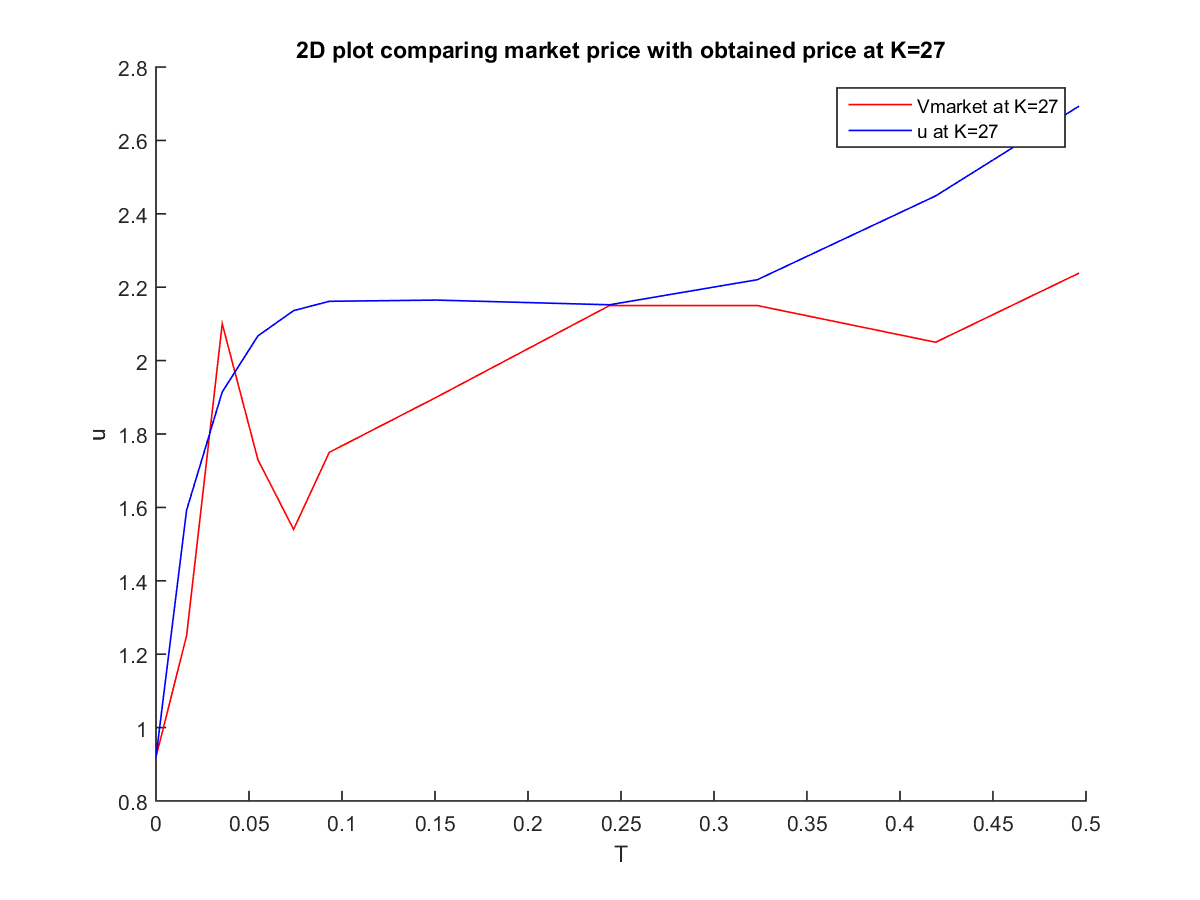 2D plot comparing market price with obtained price at K=27
2.8
2.6
2.4
2.2
2
1.8
1.6
1.4
1.2
1
0.8
u
Vmarket at K=27
u at K=27
0 0.05 0.1 0.15 0.2 0.25 0.3 0.35 0.4 0.45 0.5
T